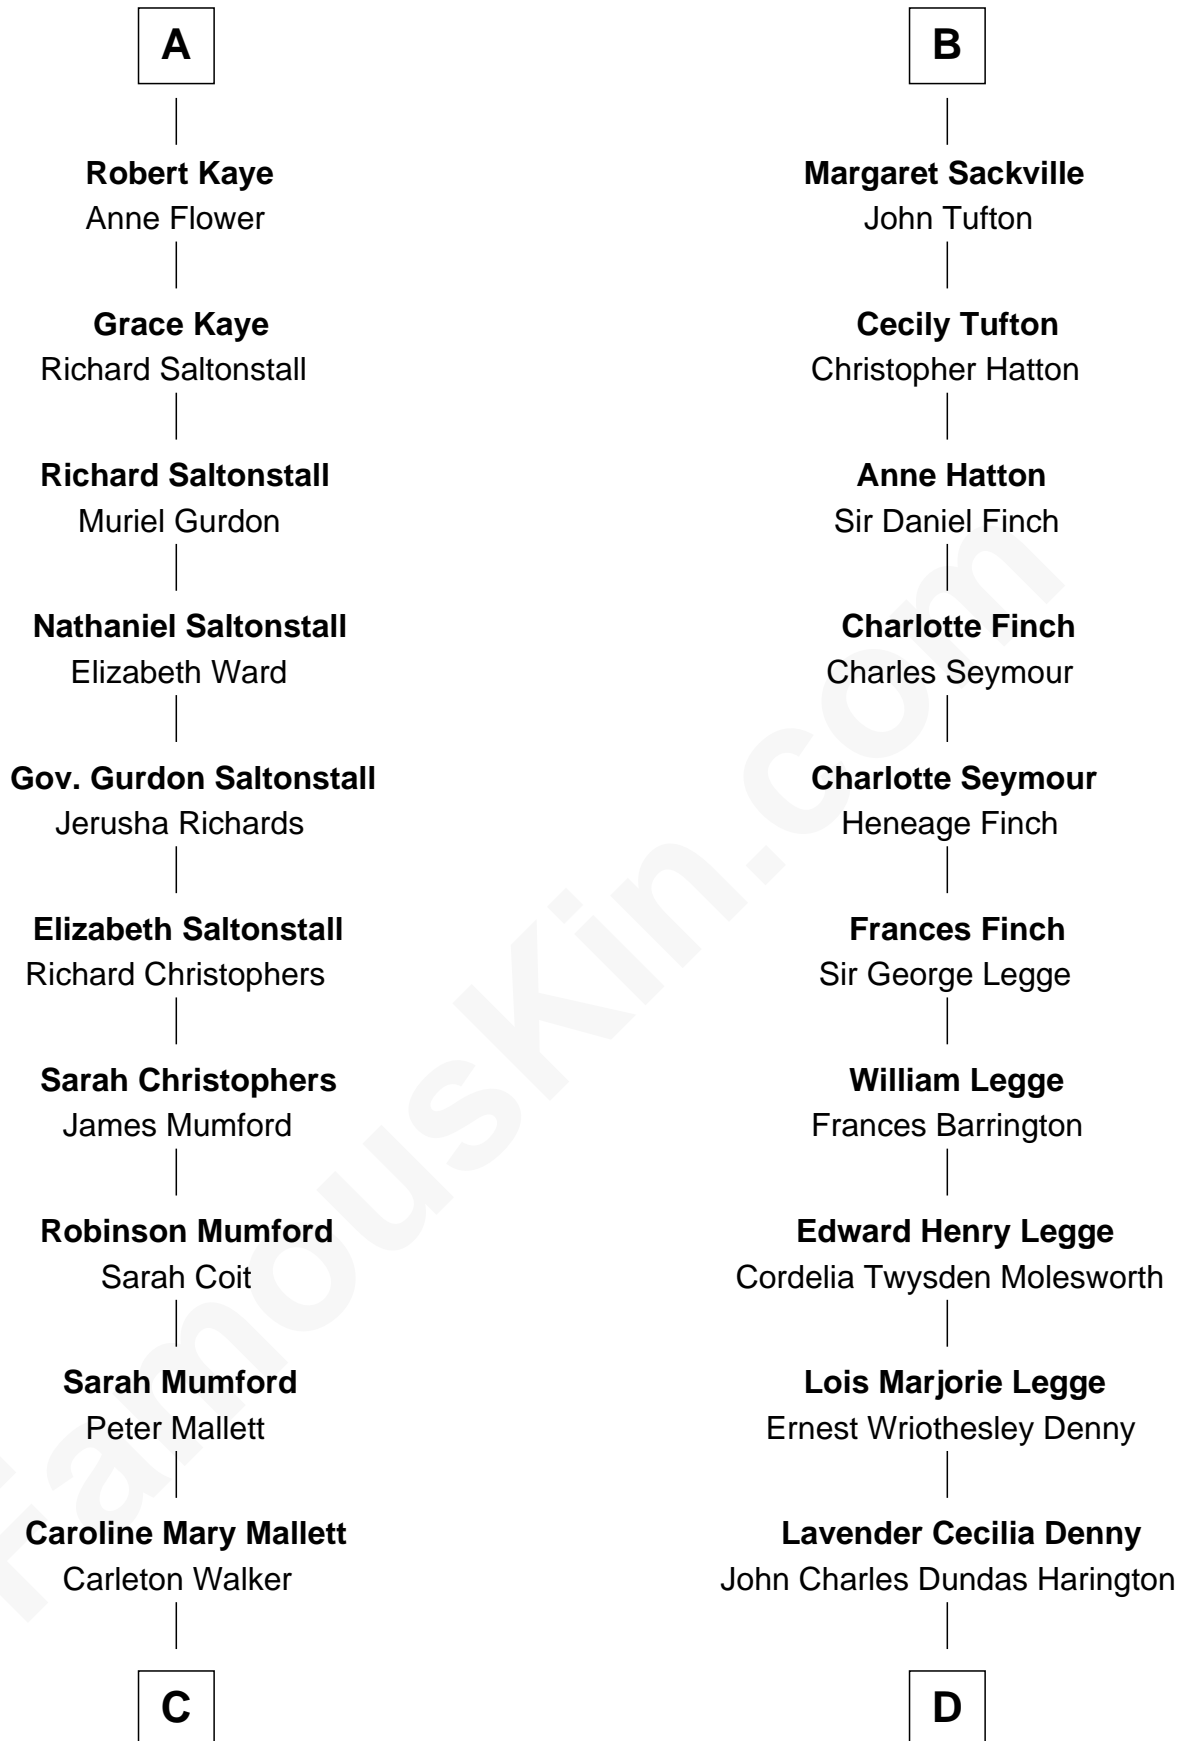 A
Robert Kaye
Anne Flower
Grace Kaye
Richard Saltonstall
Richard Saltonstall
Muriel Gurdon
Nathaniel Saltonstall
Elizabeth Ward
Gov. Gurdon Saltonstall
Jerusha Richards
Elizabeth Saltonstall
Richard Christophers
Sarah Christophers
James Mumford
Robinson Mumford
Sarah Coit
Sarah Mumford
Peter Mallett
Caroline Mary Mallett
Carleton Walker
C
B
Margaret Sackville
John Tufton
Cecily Tufton
Christopher Hatton
Anne Hatton
Sir Daniel Finch
Charlotte Finch
Charles Seymour
Charlotte Seymour
Heneage Finch
Frances Finch
Sir George Legge
William Legge
Frances Barrington
Edward Henry Legge
Cordelia Twysden Molesworth
Lois Marjorie Legge
Ernest Wriothesley Denny
Lavender Cecilia Denny
John Charles Dundas Harington
D
FamousKin.com